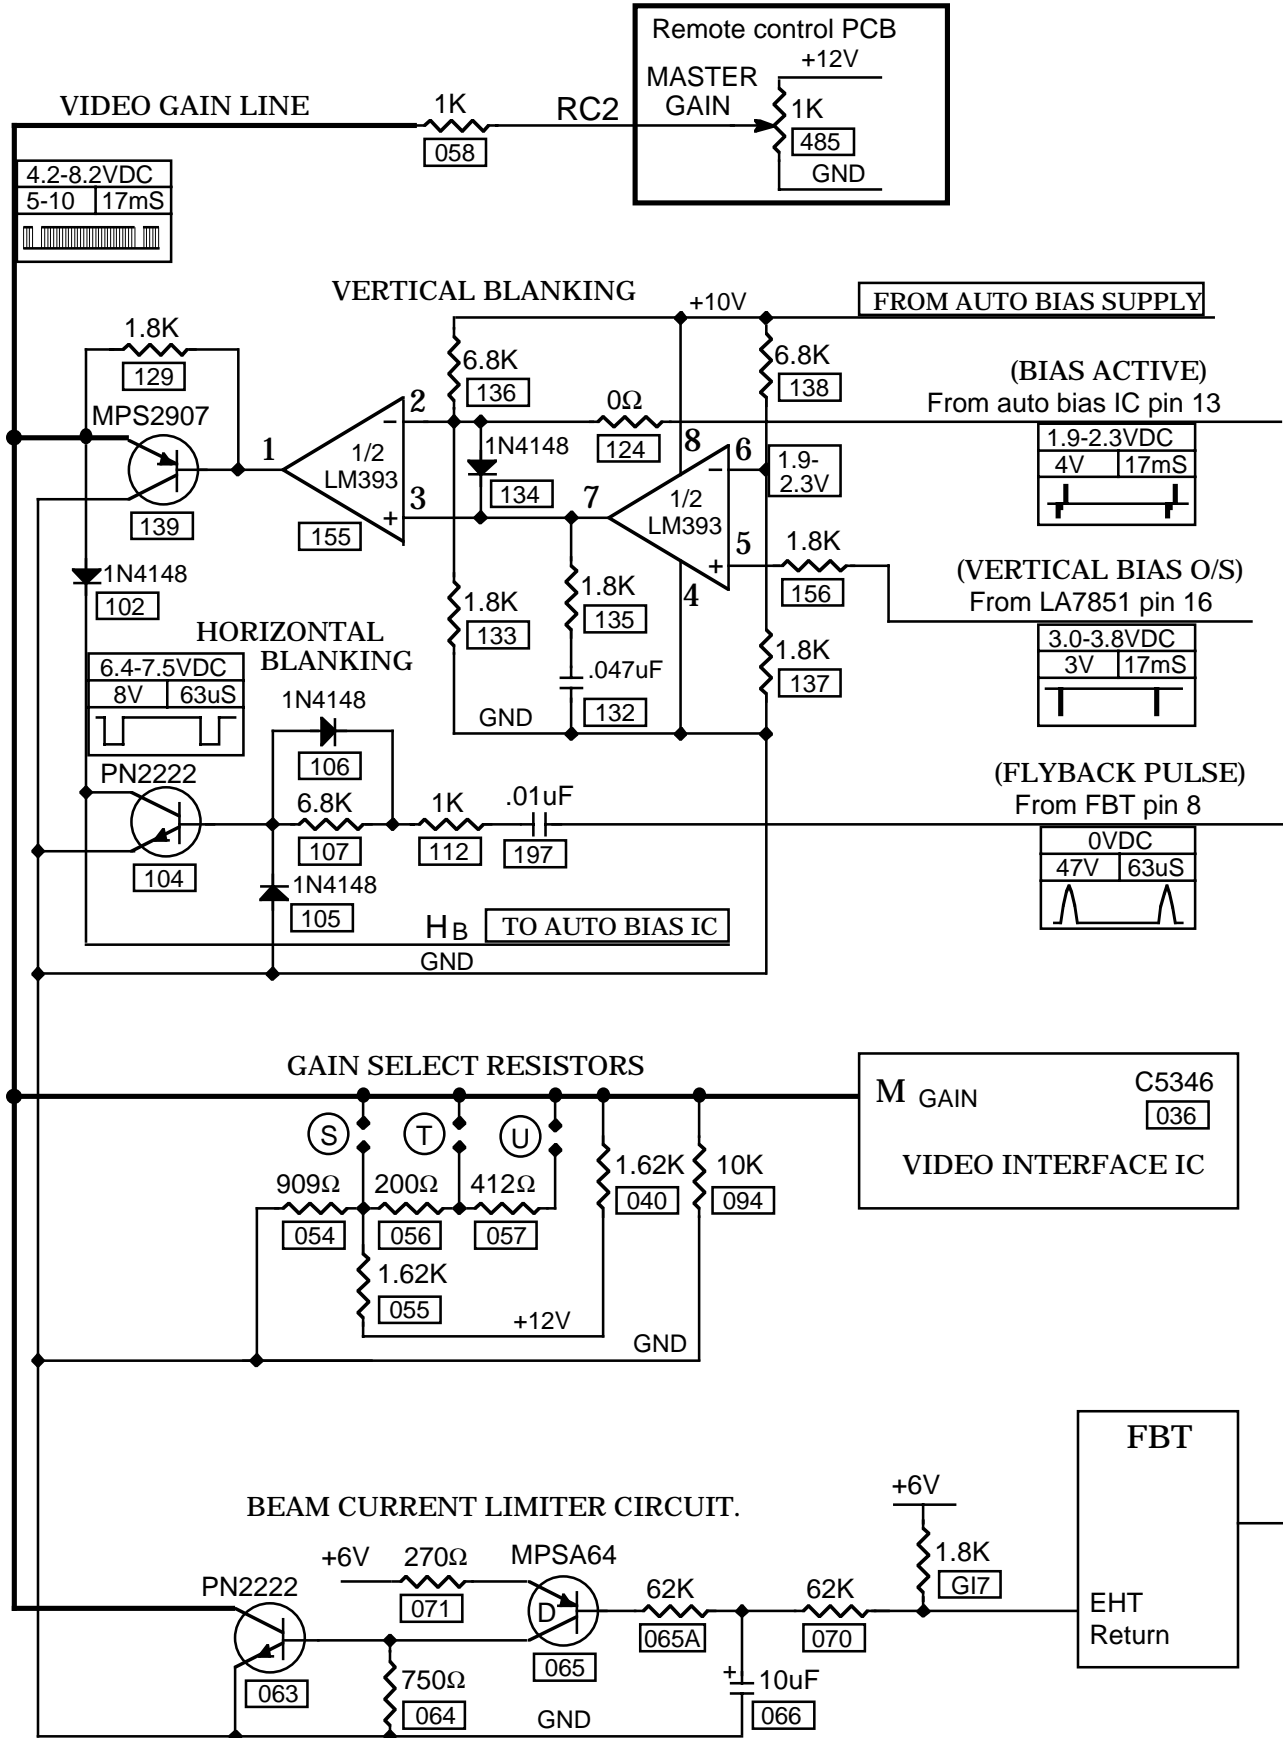 Remote control PCB
+12V
MASTER
GAIN
1K
485
GND
VIDEO GAIN LINE
1K
058
RC2
4.2-8.2VDC
5-10 17mS
VERTICAL BLANKING
+10V
FROM AUTO BIAS SUPPLY
1.8K
129
MPS2907
139
1
1/2
LM393
155
2
3
6.8K
136
1N4148
134
0Ω
124
7
8
1/2
LM393
4
6
5
6.8K
138
1.9-
2.3V
(BIAS ACTIVE)
From auto bias IC pin 13
1.9-2.3VDC
4V 17mS
1.8K
156
(VERTICAL BIAS O/S)
From LA7851 pin 16
3.0-3.8VDC
3V 17mS
1N4148
102
1.8K
133
1.8K
135
.047uF
132
1.8K
137
GND
HORIZONTAL
BLANKING
6.4-7.5VDC
8V 63uS
1N4148
106
PN2222
104
6.8K
107
1K
112
.01uF
197
(FLYBACK PULSE)
From FBT pin 8
0VDC
47V 63uS
1N4148
105
HB TO AUTO BIAS IC
GND
GAIN SELECT RESISTORS
S T U
909Ω
054
200Ω
056
412Ω
057
1.62K
040
10K
094
1.62K
055
+12V
GND
M GAIN
C5346
036
VIDEO INTERFACE IC
FBT
EHT
Return
BEAM CURRENT LIMITER CIRCUIT.
+6V
270Ω
071
MPSA64
D
065
PN2222
063
750Ω
064
62K
065A
62K
070
+6V
1.8K
GI7
+
10uF
066
GND